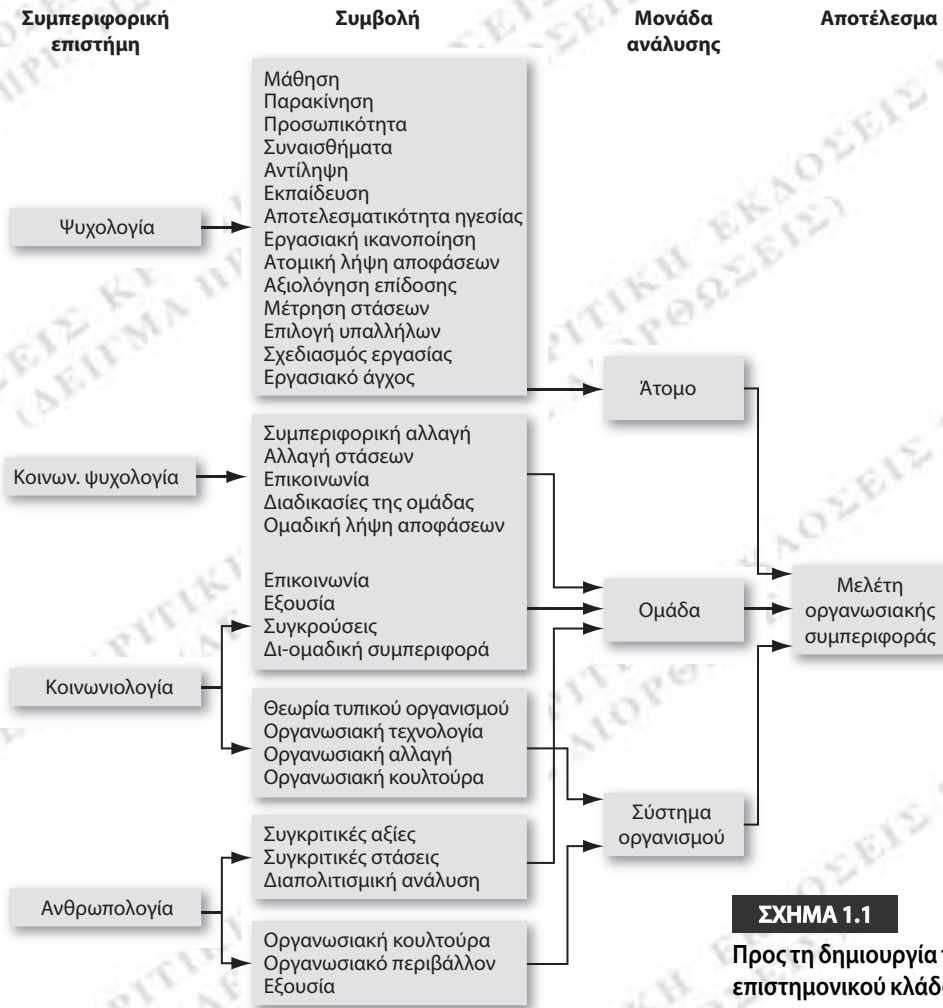 Συμπεριφορική
επιστήμη
Συμβολή
Μονάδα
ανάλυσης
Αποτέλεσμα
Μάθηση
Παρακίνηση
Προσωπικότητα
Συναισθήματα
Αντίληψη
Εκπαίδευση
Αποτελεσματικότητα ηγεσίας
Εργασιακή ικανοποίηση
Ατομική λήψη αποφάσεων
Αξιολόγηση επίδοσης
Μέτρηση στάσεων
Επιλογή υπαλλήλων
Σχεδιασμός εργασίας
Εργασιακό άγχος
Ψυχολογία
Άτομο
Συμπεριφορική αλλαγή
Αλλαγή στάσεων
Επικοινωνία
Διαδικασίες της ομάδας
Ομαδική λήψη αποφάσεων
Κοινων. ψυχολογία
Επικοινωνία
Εξουσία
Συγκρούσεις
Δι-ομαδική συμπεριφορά
Ομάδα
Μελέτη
οργανωσιακής
συμπεριφοράς
Κοινωνιολογία
Θεωρία τυπικού οργανισμού
Οργανωσιακή τεχνολογία
Οργανωσιακή αλλαγή
Οργανωσιακή κουλτούρα
Σύστημα
οργανισμού
Συγκριτικές αξίες
Συγκριτικές στάσεις
Διαπολιτισμική ανάλυση
Ανθρωπολογία
Οργανωσιακή κουλτούρα
Οργανωσιακό περιβάλλον
Εξουσία
ΣΧΗΜΑ 1.1
Προς τη δημιουργία
επιστημονικού κλάδο